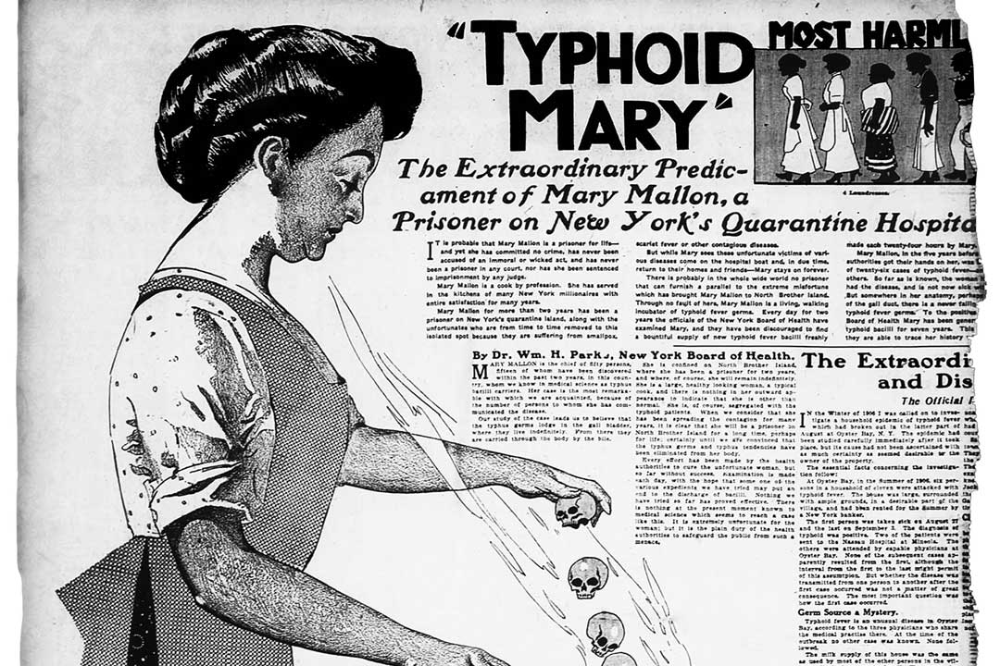 "TYPHOID
MARY"
MOST HARML
4 Laundresses.
The Extraordinary Predic-
ament of Mary Mallon, a
Prisoner on New York's Quarantine Hospita
IT is probable that Mary Mallon is a prisoner for life—
and yet she has committed no crime, has never been
accused of an immoral or wicked act, and has never
been a prisoner in any court, nor has she been sentenced
to imprisonment by any judge.
Mary Mallon is a cook by profession. She has served
in the kitchens of many New York millionaires with
entire satisfaction for many years.
Mary Mallon for more than two years has been a
prisoner on New York's quarantine island, along with the
unfortunates who are from time to time removed to this
isolated spot because they are suffering from smallpox,
scarlet fever or other contagious diseases.
But while Mary sees these unfortunate victims of vari-
ous diseases come on the hospital boat and, in due time,
return to their homes and friends—Mary stays on forever.
There is probably in the whole wide world no prisoner
that can furnish a parallel to the extreme misfortune
which has brought Mary Mallon to North Brother Island.
Through no fault of hers, Mary Mallon is a living, walking
incubator of typhoid fever germs. Every day for two
years the officials of the New York Board of Health have
examined Mary, and they have been discouraged to find
a bountiful supply of new typhoid fever bacilli freshly
made each twenty-four hours by Mary
Mary Mallon, in the five years before
authorities got their hands on her, was
of twenty-six cases of typhoid fever
others. So far as is known, the woman
had the disease, and is not now sick
But somewhere in her anatomy, perhaps
of the gall duct, there is a never failing
typhoid fever germs. To the positive
Board of Health Mary has been gener
typhoid bacilli for seven years. This
they are able to trace her history
By Dr. Wm. H. Park, New York Board of Health.
MARY MALLON is the chief of fifty persons,
fifteen of whom have been discovered
within the past two years, in this coun-
try, whom we know in medical science as typhus
bacilli carriers. Her case is the most remarka-
ble with which we are acquainted, because of
the number of persons to whom she has com-
municated the disease.
Our study of the case leads us to believe that
the typhus germs lodge in the gall bladder,
where they live indefinitely. From there they
are carried through the body by the bile.
She is confined on North Brother Island,
where she has been a prisoner for two years,
and where, of course, she will remain indefinitely.
She is a large, healthy looking woman, a typical
cook, and there is nothing in her outward ap-
pearance to indicate that she is other than
normal. She is, of course, segregated with the
typhoid patients. When we consider that she
has been spreading the contagion for many
years, it is clear that she will be a prisoner in
North Brother Island for a long time, perhaps
for life; certainly until we are convinced that
the typhus germs and typhus tendencies have
been eliminated from her body.
Every effort has been made by the health
authorities to cure the unfortunate woman, but
so far without success. Examination is made
each day, with the hope that some one of the
various expedients we have tried may put an
end to the discharge of bacilli. Nothing we
have tried so far has proved effective. There
is nothing at the present moment known to
medical science which seems to reach a case
like this. It is extremely unfortunate for the
woman; but it is the plain duty of the health
authorities to safeguard the public from such a
menace.
The Extraordi
and Dis
The Official
IN the Winter of 1906 I was called on to inves-
tigate a household epidemic of typhoid fever
which had broken out in the latter part of
August at Oyster Bay, N. Y. The epidemic had
been studied carefully immediately after it took
place, but its cause had not been ascertained with
as much certainty as seemed desirable to the
owner of the property.
The essential facts concerning the investiga-
tion follow:
At Oyster Bay, in the Summer of 1906, six per-
sons in a household of eleven were attacked with
typhoid fever. The house was large, surrounded
with ample grounds, in a desirable part of the
village, and had been rented for the Summer by
a New York banker.
The first person was taken sick on August 27
and the last on September 3. The diagnosis of
typhoid was positive. Two of the patients were
sent to the Nassau Hospital at Mineola. The
others were attended by capable physicians at
Oyster Bay. None of the subsequent cases ap-
parently resulted from the first, although the
interval from the first to the last might permit
of this assumption. But whether the disease was
transmitted from one person to another after the
first case occurred was not a matter of great
consequence. The most important question was
how the first case occurred.
Germ Source a Mystery.
Typhoid fever is an unusual disease in Oyster
Bay, according to the three physicians who share
the medical practise there. At the time of the
outbreak no other case was known. None fol-
lowed.
The milk supply of this house was the same
as used by most of the other persons in the vil-